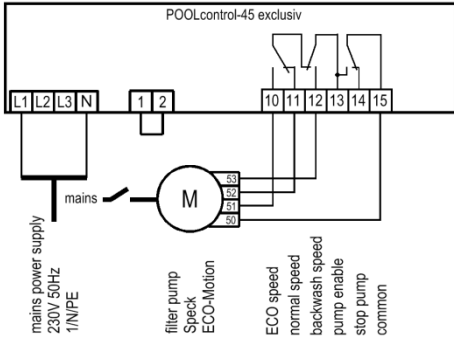 POOLcontrol-45 exclusiv
L1 L2 L3 N 1 2 10 11 12 13 14 15
mains
M
53
52
51
50
mains power supply
230V 50Hz
1/N/PE
filter pump
Speck
ECO-Motion
ECO speed
normal speed
backwash speed
pump enable
stop pump
common